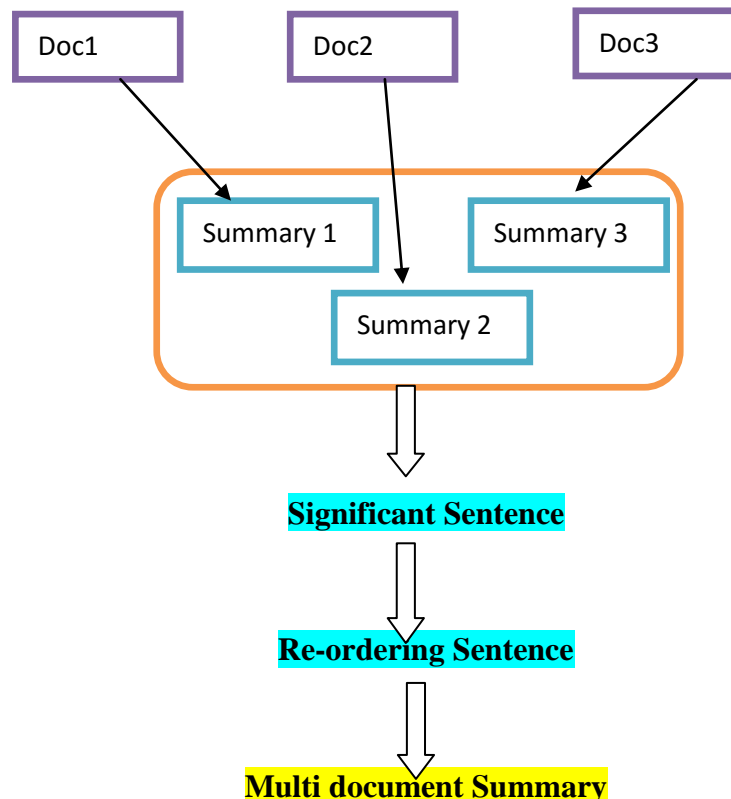 Doc1
Doc2
Doc3
Summary 1
Summary 3
Summary 2
Significant Sentence
Re-ordering Sentence
Multi document Summary